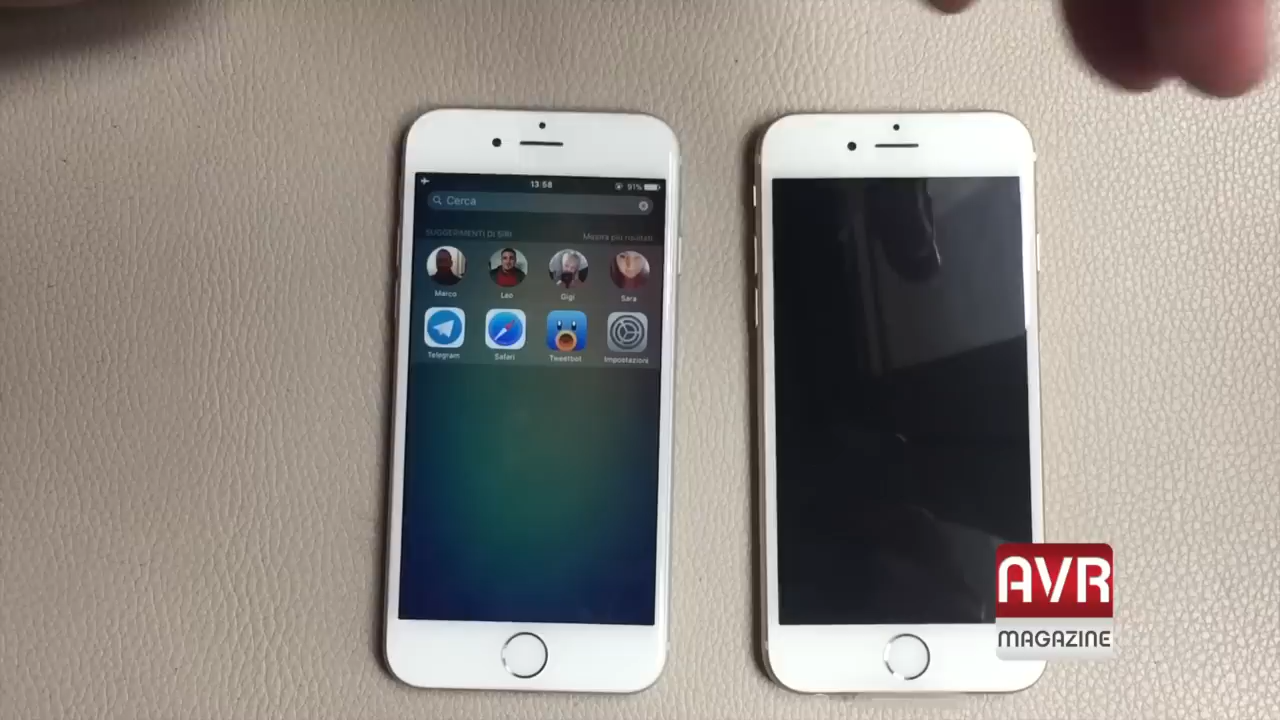 13:58
91%
Cerca
SUGGERIMENTI DI SIRI
Mostra più risultati
Marco
Leo
Gigi
Sara
Telegram
Safari
Tweetbot
Impostazioni
AVR
MAGAZINE